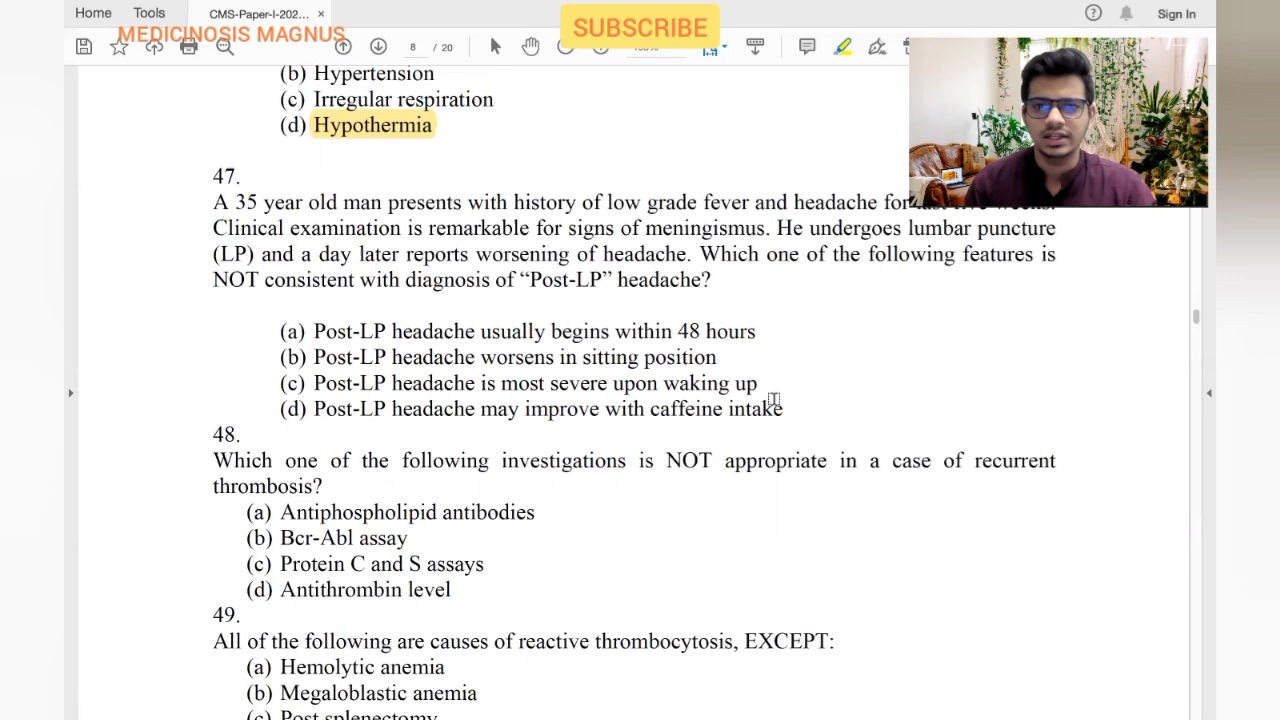 Home Tools CMS-Paper-I-202... × Sign In
MEDICINOSIS MAGNUS
SUBSCRIBE
8 / 20
(b) Hypertension
(c) Irregular respiration
(d) Hypothermia
47.
A 35 year old man presents with history of low grade fever and headache for last five weeks.
Clinical examination is remarkable for signs of meningismus. He undergoes lumbar puncture
(LP) and a day later reports worsening of headache. Which one of the following features is
NOT consistent with diagnosis of “Post-LP” headache?
(a) Post-LP headache usually begins within 48 hours
(b) Post-LP headache worsens in sitting position
(c) Post-LP headache is most severe upon waking up
(d) Post-LP headache may improve with caffeine intake
48.
Which one of the following investigations is NOT appropriate in a case of recurrent
thrombosis?
(a) Antiphospholipid antibodies
(b) Bcr-Abl assay
(c) Protein C and S assays
(d) Antithrombin level
49.
All of the following are causes of reactive thrombocytosis, EXCEPT:
(a) Hemolytic anemia
(b) Megaloblastic anemia
(c) Post splenectomy